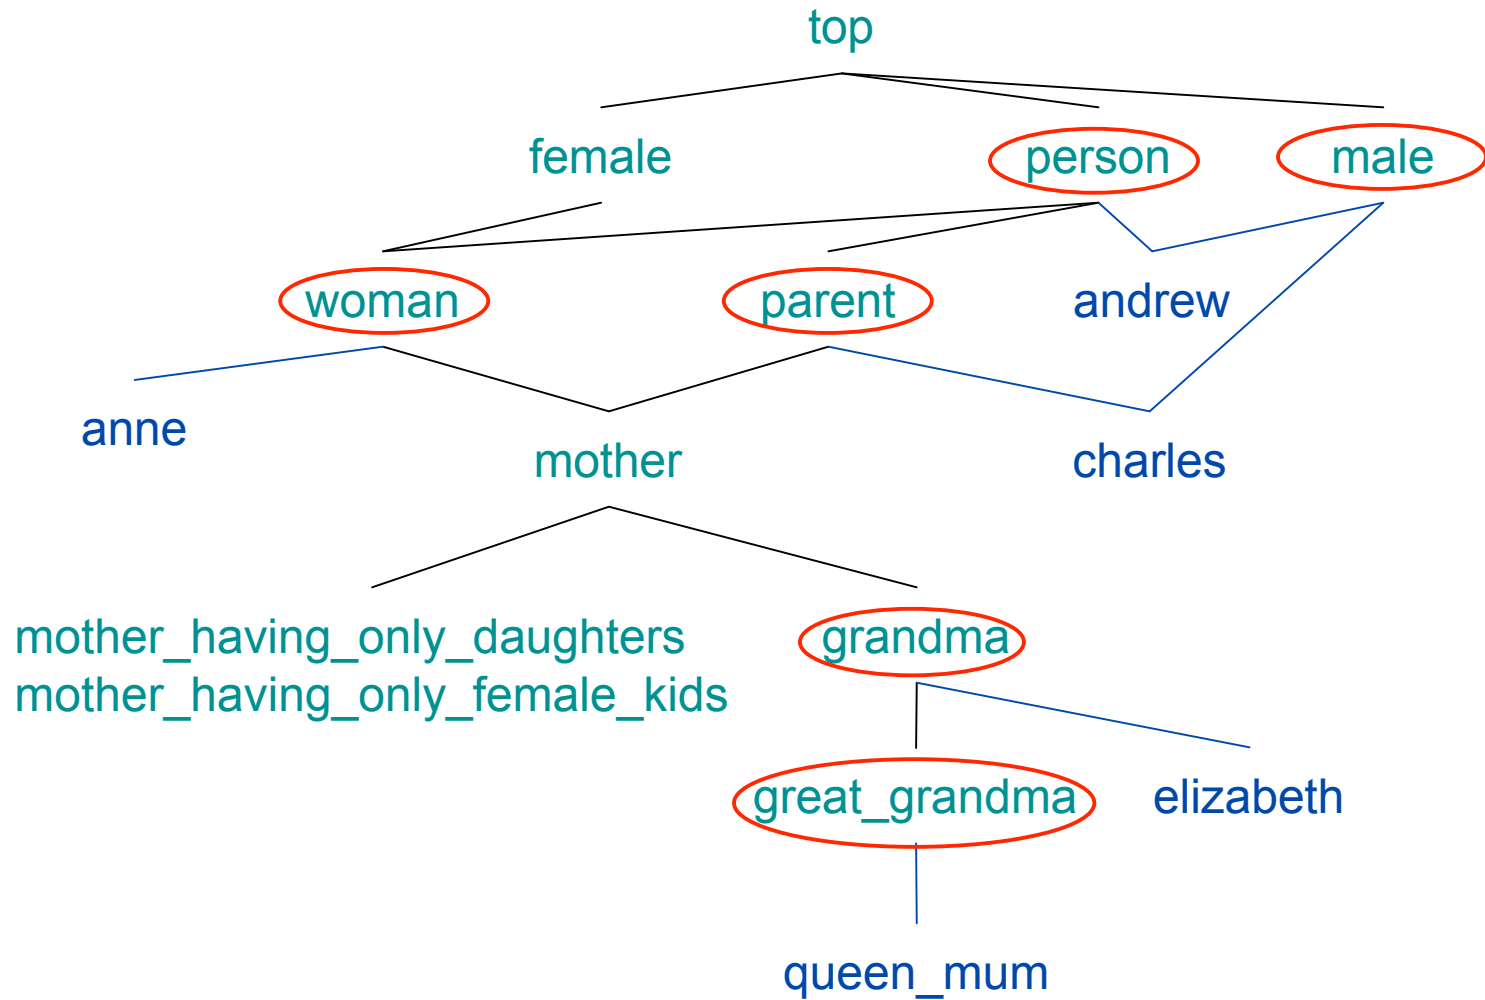 top
female
person
male
woman
parent
andrew
anne
mother
charles
mother_having_only_daughters
grandma
mother_having_only_female_kids
great_grandma
elizabeth
queen_mum